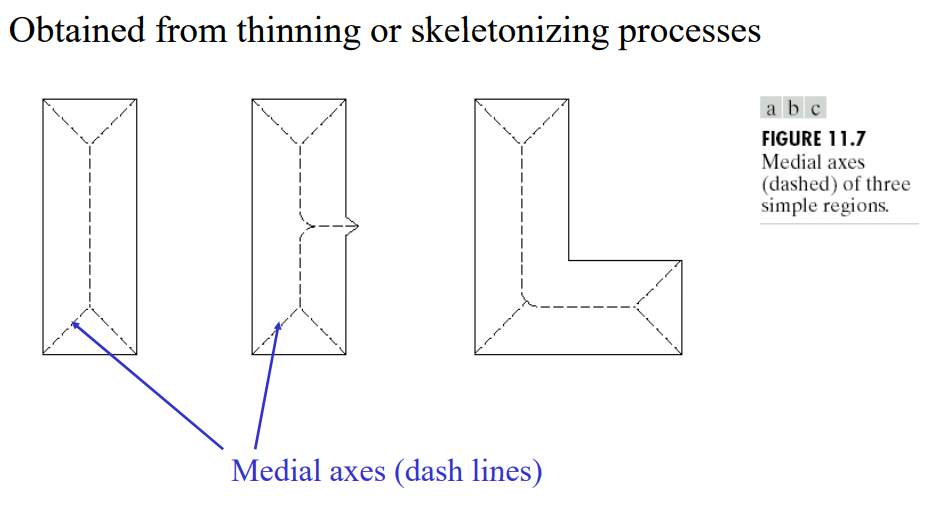 Obtained from thinning or skeletonizing processes
a b c
FIGURE 11.7
Medial axes
(dashed) of three
simple regions.
Medial axes (dash lines)